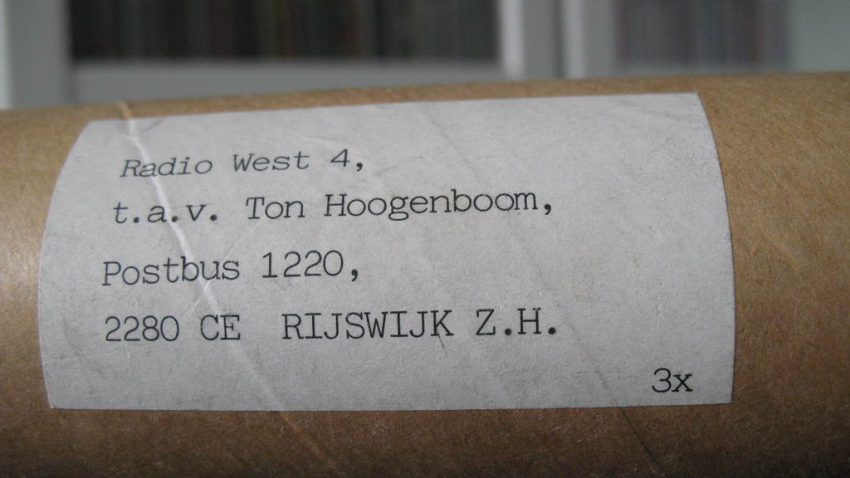 Radio West 4,
t.a.v. Ton Hoogenboom,
Postbus 1220,
2280 CE RIJSWIJK Z.H.
3x